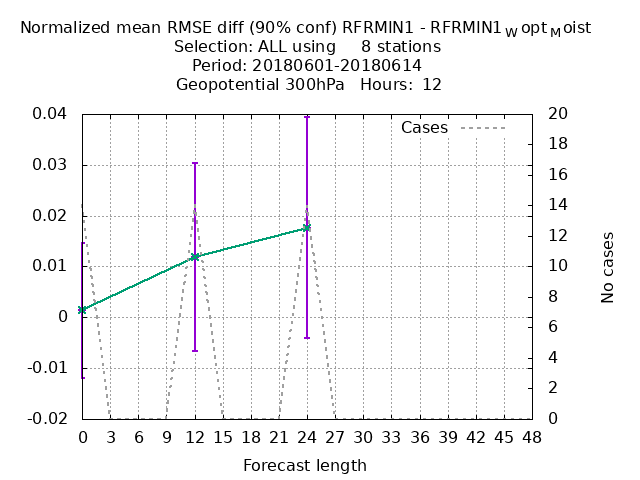 Normalized mean RMSE diff (90% conf) RFRMIN1 - RFRMIN1WoptMoist
Selection: ALL using 8 stations
Period: 20180601-20180614
Geopotential 300hPa Hours: 12
Cases
0.04
0.03
0.02
0.01
0
-0.01
-0.02
20
18
16
14
12
10
8
6
4
2
0
No cases
0 3 6 9 12 15 18 21 24 27 30 33 36 39 42 45 48
Forecast length